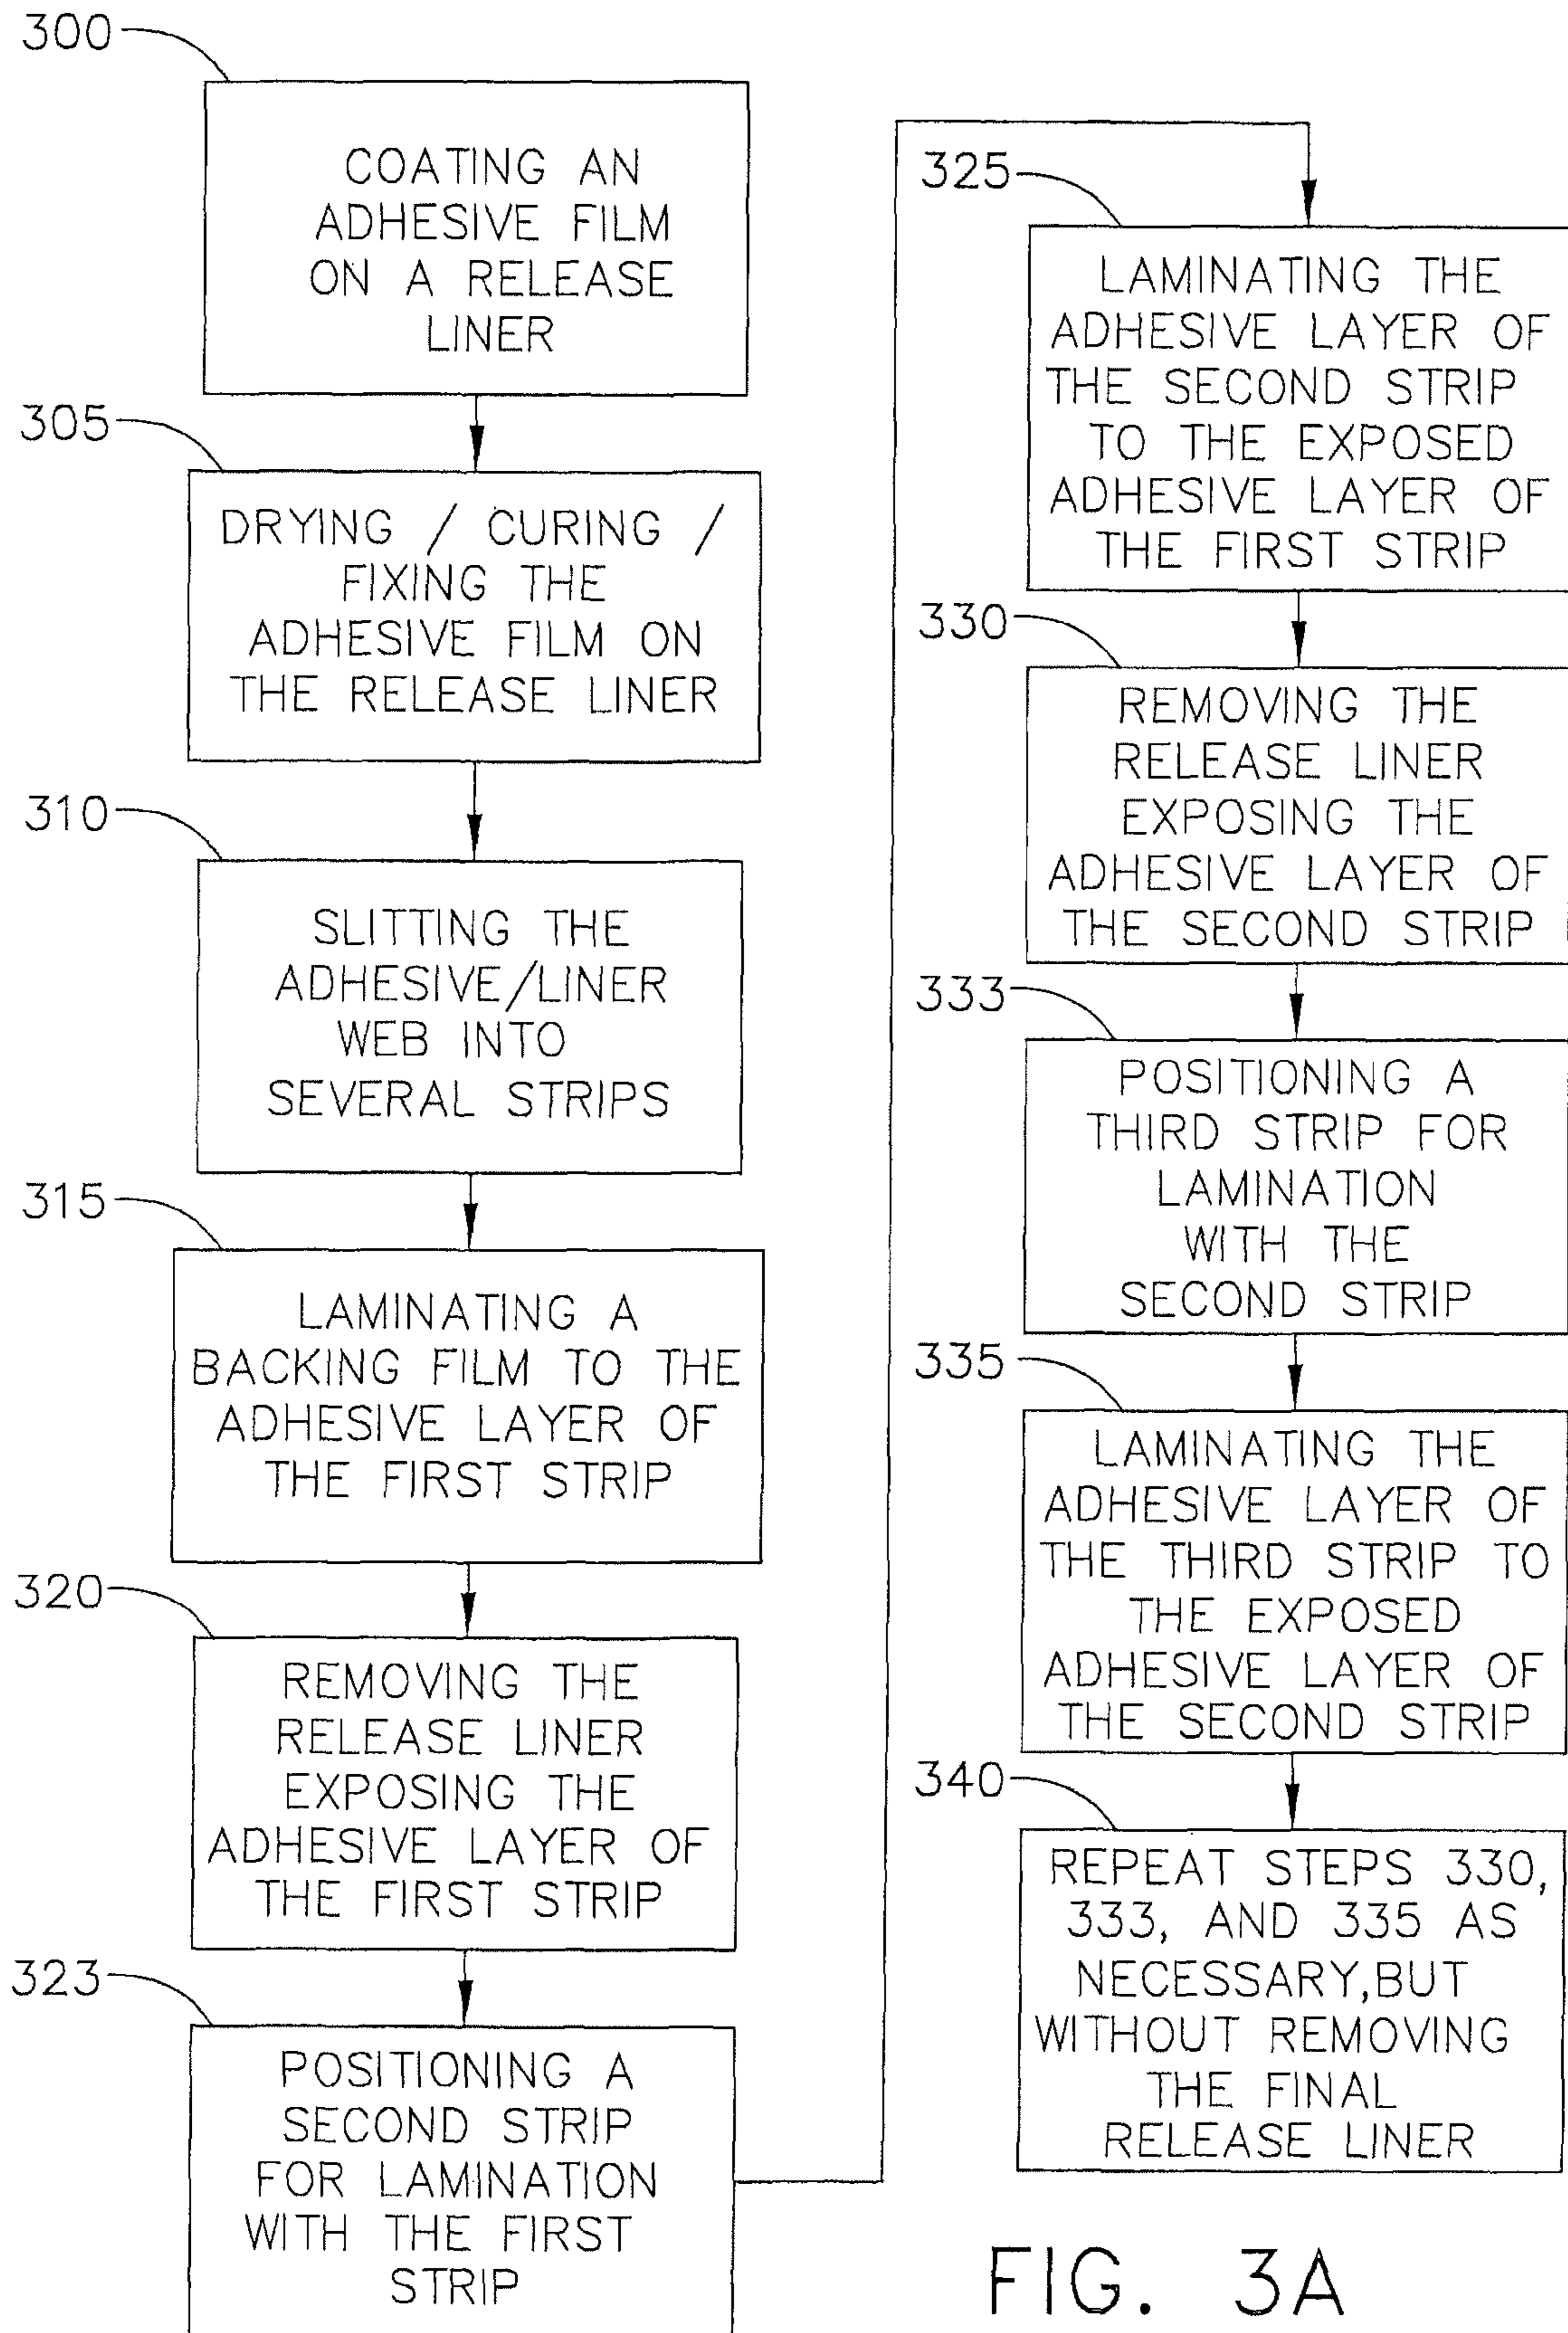 300
COATING AN
ADHESIVE FILM
ON A RELEASE
LINER
305
DRYING / CURING /
FIXING THE
ADHESIVE FILM ON
THE RELEASE LINER
310
SLITTING THE
ADHESIVE/LINER
WEB INTO
SEVERAL STRIPS
315
LAMINATING A
BACKING FILM TO THE
ADHESIVE LAYER OF
THE FIRST STRIP
320
REMOVING THE
RELEASE LINER
EXPOSING THE
ADHESIVE LAYER OF
THE FIRST STRIP
323
POSITIONING A
SECOND STRIP
FOR LAMINATION
WITH THE FIRST
STRIP
325
LAMINATING THE
ADHESIVE LAYER OF
THE SECOND STRIP
TO THE EXPOSED
ADHESIVE LAYER OF
THE FIRST STRIP
330
REMOVING THE
RELEASE LINER
EXPOSING THE
ADHESIVE LAYER OF
THE SECOND STRIP
333
POSITIONING A
THIRD STRIP FOR
LAMINATION
WITH THE
SECOND STRIP
335
LAMINATING THE
ADHESIVE LAYER OF
THE THIRD STRIP TO
THE EXPOSED
ADHESIVE LAYER OF
THE SECOND STRIP
340
REPEAT STEPS 330,
333, AND 335 AS
NECESSARY,BUT
WITHOUT REMOVING
THE FINAL
RELEASE LINER
FIG. 3A